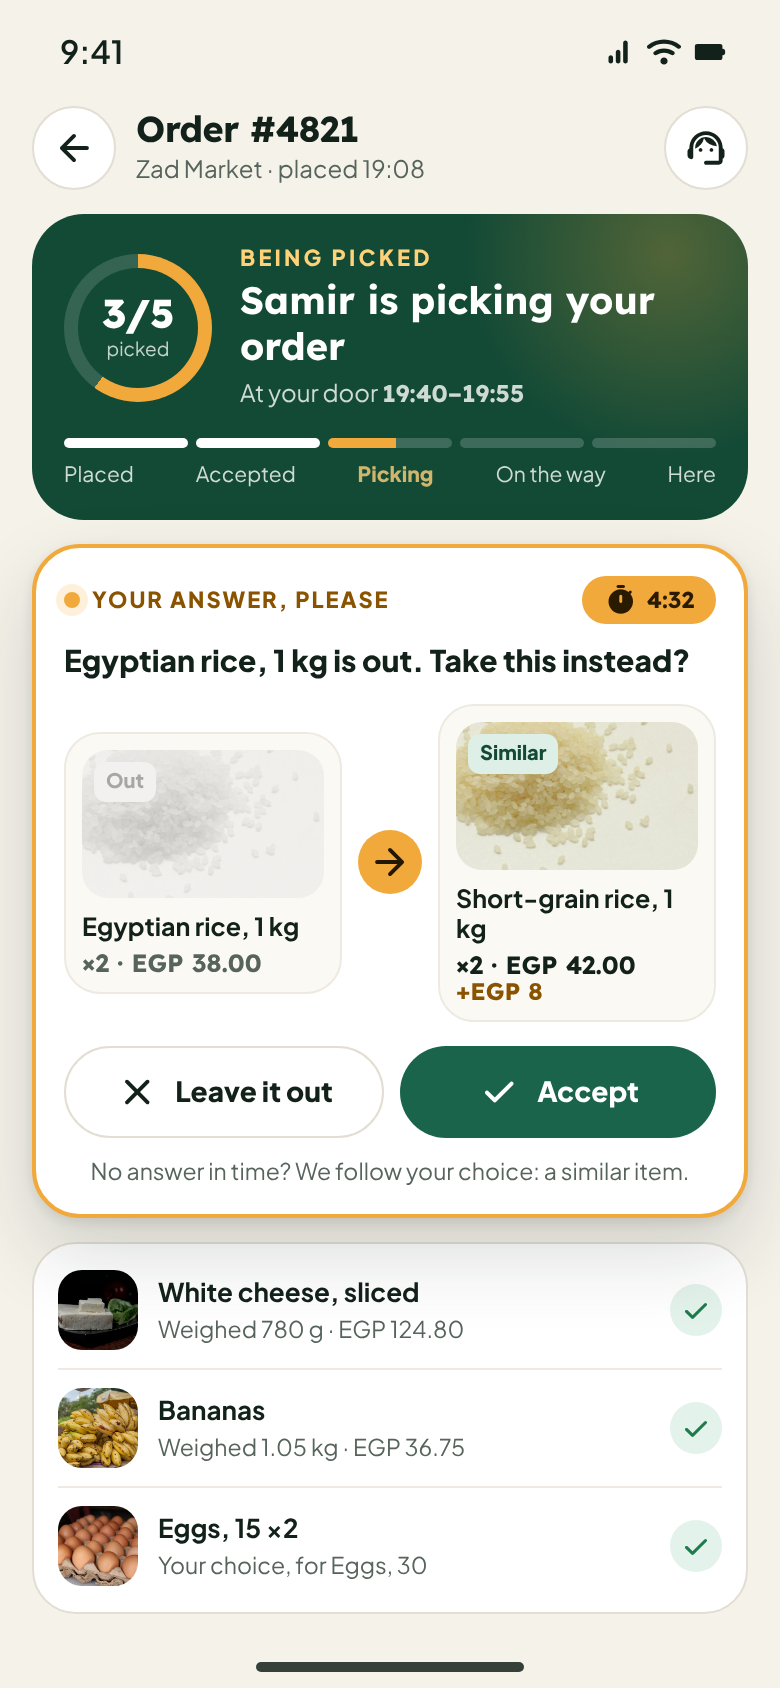 9:41
Order #4821
Zad Market · placed 19:08
3/5
picked
BEING PICKED
Samir is picking your
order
At your door 19:40–19:55
Placed
Accepted
Picking
On the way
Here
YOUR ANSWER, PLEASE
4:32
Egyptian rice, 1 kg is out. Take this instead?
Out
Egyptian rice, 1 kg
×2 · EGP 38.00
Similar
Short-grain rice, 1
kg
×2 · EGP 42.00
+EGP 8
Leave it out
Accept
No answer in time? We follow your choice: a similar item.
White cheese, sliced
Weighed 780 g · EGP 124.80
Bananas
Weighed 1.05 kg · EGP 36.75
Eggs, 15 ×2
Your choice, for Eggs, 30